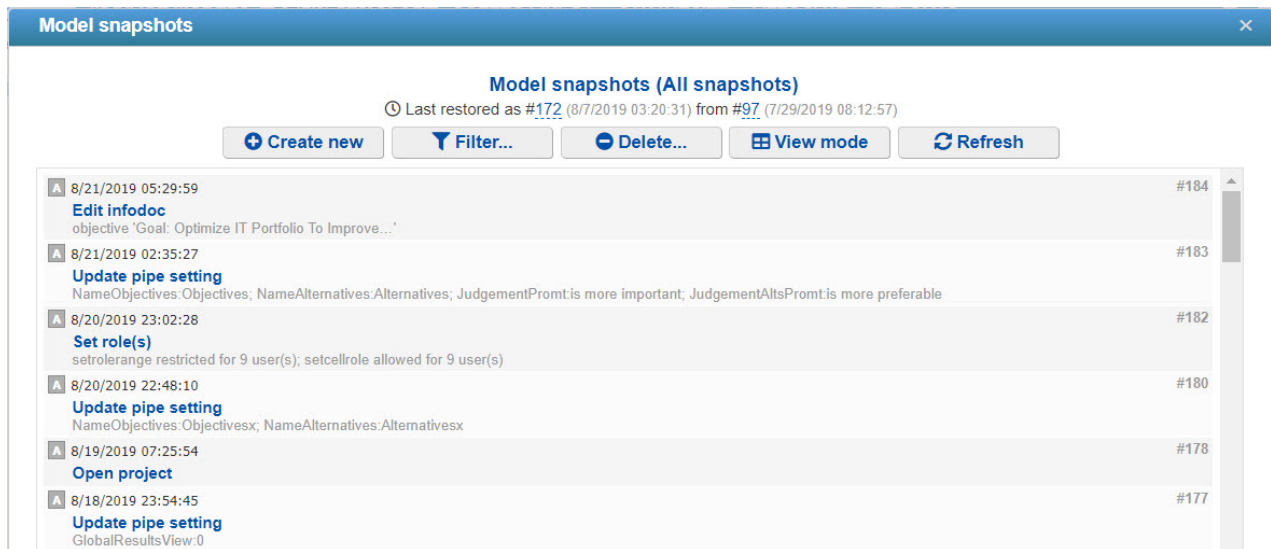 Model snapshots
Model snapshots (All snapshots)
Last restored as #172 (8/7/2019 03:20:31) from #97 (7/29/2019 08:12:57)
Create new Filter... Delete... View mode Refresh
A 8/21/2019 05:29:59 #184
Edit infodoc
objective 'Goal: Optimize IT Portfolio To Improve...'
A 8/21/2019 02:35:27 #183
Update pipe setting
NameObjectives:Objectives; NameAlternatives:Alternatives; JudgementPromt:is more important; JudgementAltsPromt:is more preferable
A 8/20/2019 23:02:28 #182
Set role(s)
setrolerange restricted for 9 user(s); setcellrole allowed for 9 user(s)
A 8/20/2019 22:48:10 #180
Update pipe setting
NameObjectives:Objectivesx; NameAlternatives:Alternativesx
A 8/19/2019 07:25:54 #178
Open project
A 8/18/2019 23:54:45 #177
Update pipe setting
GlobalResultsView:0